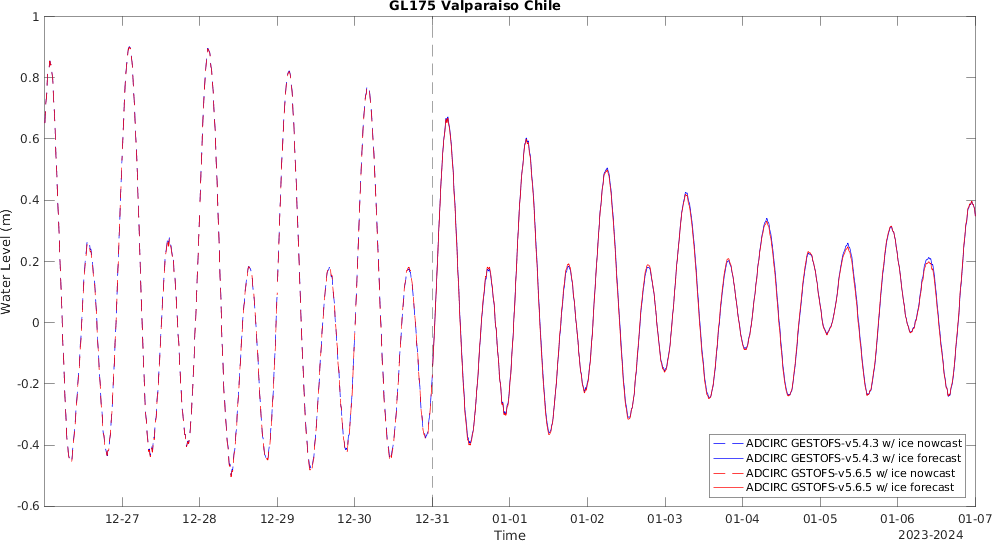 GL175 Valparaiso Chile
1
0.8
0.6
0.4
0.2
0
-0.2
-0.4
-0.6
Water Level (m)
ADCIRC GESTOFS-v5.4.3 w/ ice nowcast
ADCIRC GESTOFS-v5.4.3 w/ ice forecast
ADCIRC GSTOFS-v5.6.5 w/ ice nowcast
ADCIRC GSTOFS-v5.6.5 w/ ice forecast
12-27 12-28 12-29 12-30 12-31 01-01 01-02 01-03 01-04 01-05 01-06 01-07
Time
2023-2024